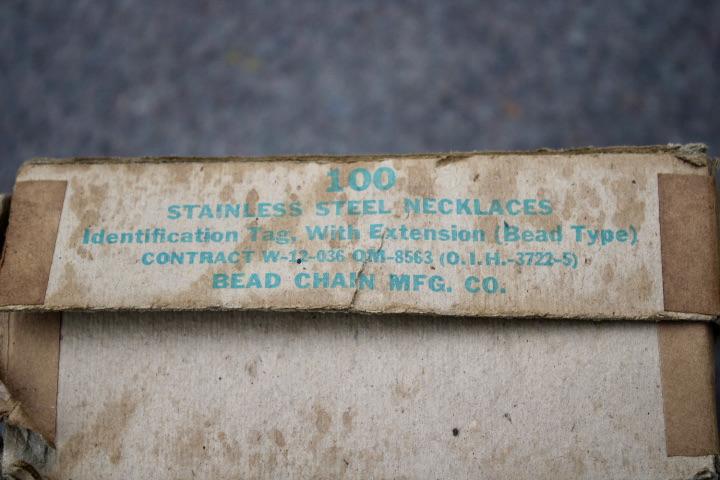 100
STAINLESS STEEL NECKLACES
Identification Tag, With Extension (Bead Type)
CONTRACT W-12-036 QM-8563 (O.I.H.-3722-5)
BEAD CHAIN MFG. CO.